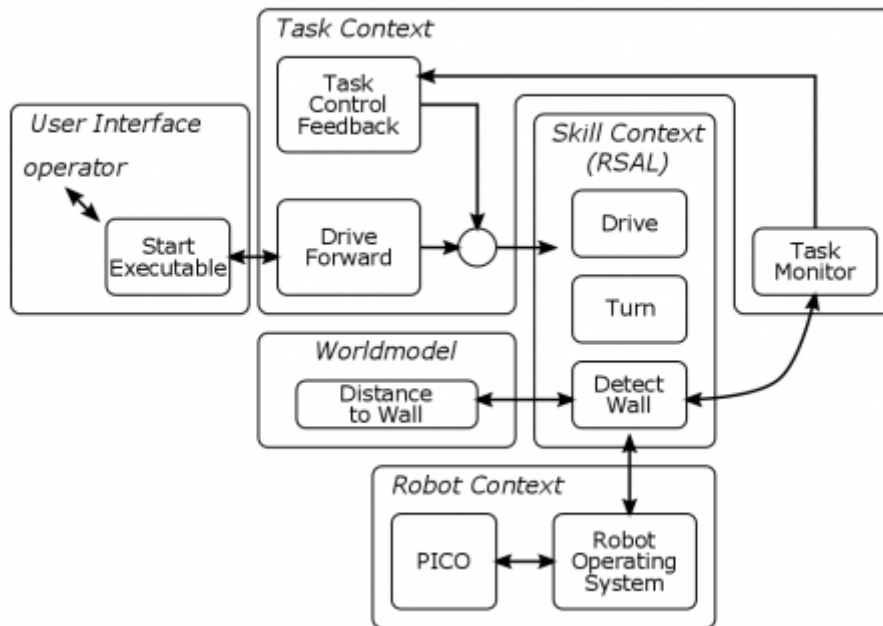 Task Context
Task
Control
Feedback
User Interface
operator
Start
Executable
Drive
Forward
Skill Context
(RSAL)
Drive
Turn
Detect
Wall
Task
Monitor
Worldmodel
Distance
to Wall
Robot Context
PICO
Robot
Operating
System